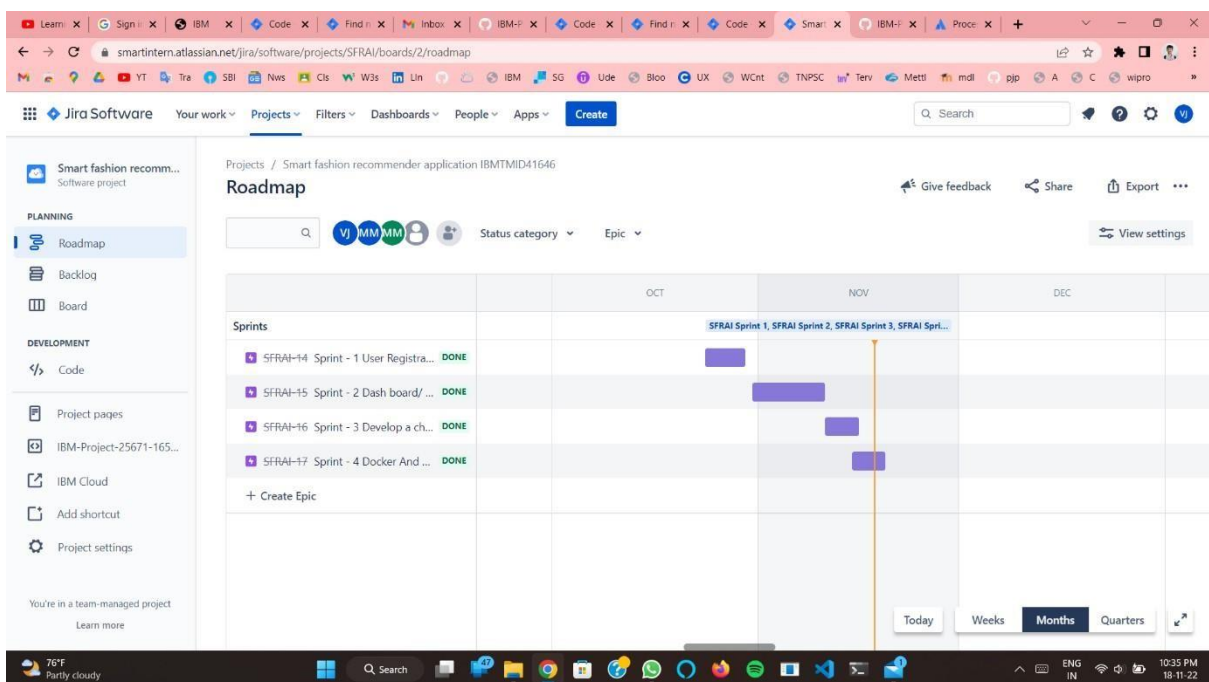 Learn Sign in IBM Code Find n Inbox IBM-P Code Find n Code Smart IBM-P Proce
smartintern.atlassian.net/jira/software/projects/SFRAI/boards/2/roadmap
YT Tra SBI Nws Cls W3s Lin IBM SG Ude Bloo UX WCnt TNPSC Terv Mettl mdl pjp A C wipro »
Jira Software Your work Projects Filters Dashboards People Apps Create Search VJ
Smart fashion recomm...
Software project
PLANNING
Roadmap
Backlog
Board
DEVELOPMENT
Code
Project pages
IBM-Project-25671-165...
IBM Cloud
Add shortcut
Project settings
You're in a team-managed project
Learn more
Projects / Smart fashion recommender application IBMTMID41646
Roadmap
Give feedback Share Export
VJ MM MM Status category Epic View settings
OCT NOV DEC
Sprints SFRAI Sprint 1, SFRAI Sprint 2, SFRAI Sprint 3, SFRAI Spri...
SFRAI-14 Sprint - 1 User Registra... DONE
SFRAI-15 Sprint - 2 Dash board/ ... DONE
SFRAI-16 Sprint - 3 Develop a ch... DONE
SFRAI-17 Sprint - 4 Docker And ... DONE
+ Create Epic
Today Weeks Months Quarters
76°F
Partly cloudy
Search
47
ENG
IN
10:35 PM
18-11-22